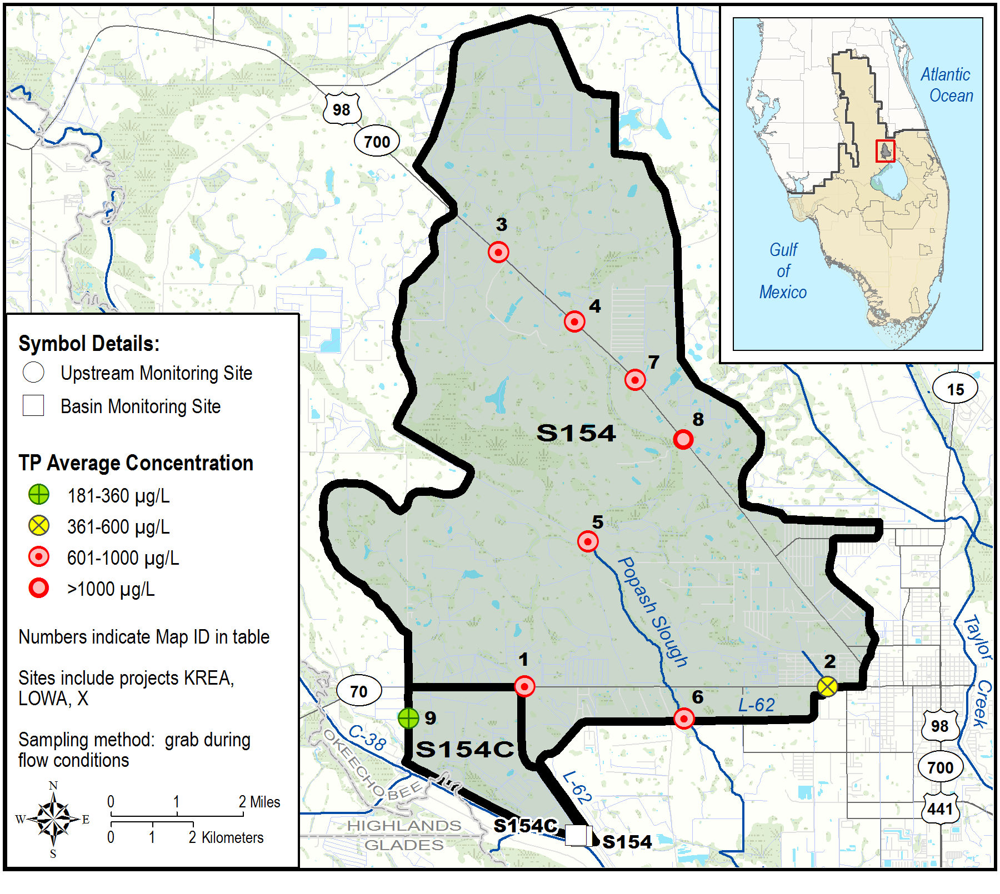 98
700
3
4
7
8
S154
5
Popash Slough
1
2
70
6
L-62
9
S154C
C-38
OKEECHOBEE
L-62
HIGHLANDS
GLADES
S154C
S154
15
Taylor
Creek
98
700
441
Atlantic
Ocean
Gulf
of
Mexico
Symbol Details:
Upstream Monitoring Site
Basin Monitoring Site
TP Average Concentration
181-360 µg/L
361-600 µg/L
601-1000 µg/L
>1000 µg/L
Numbers indicate Map ID in table
Sites include projects KREA,
LOWA, X
Sampling method:  grab during
flow conditions
N
W E
S
0 1 2 Miles
0 1 2 Kilometers